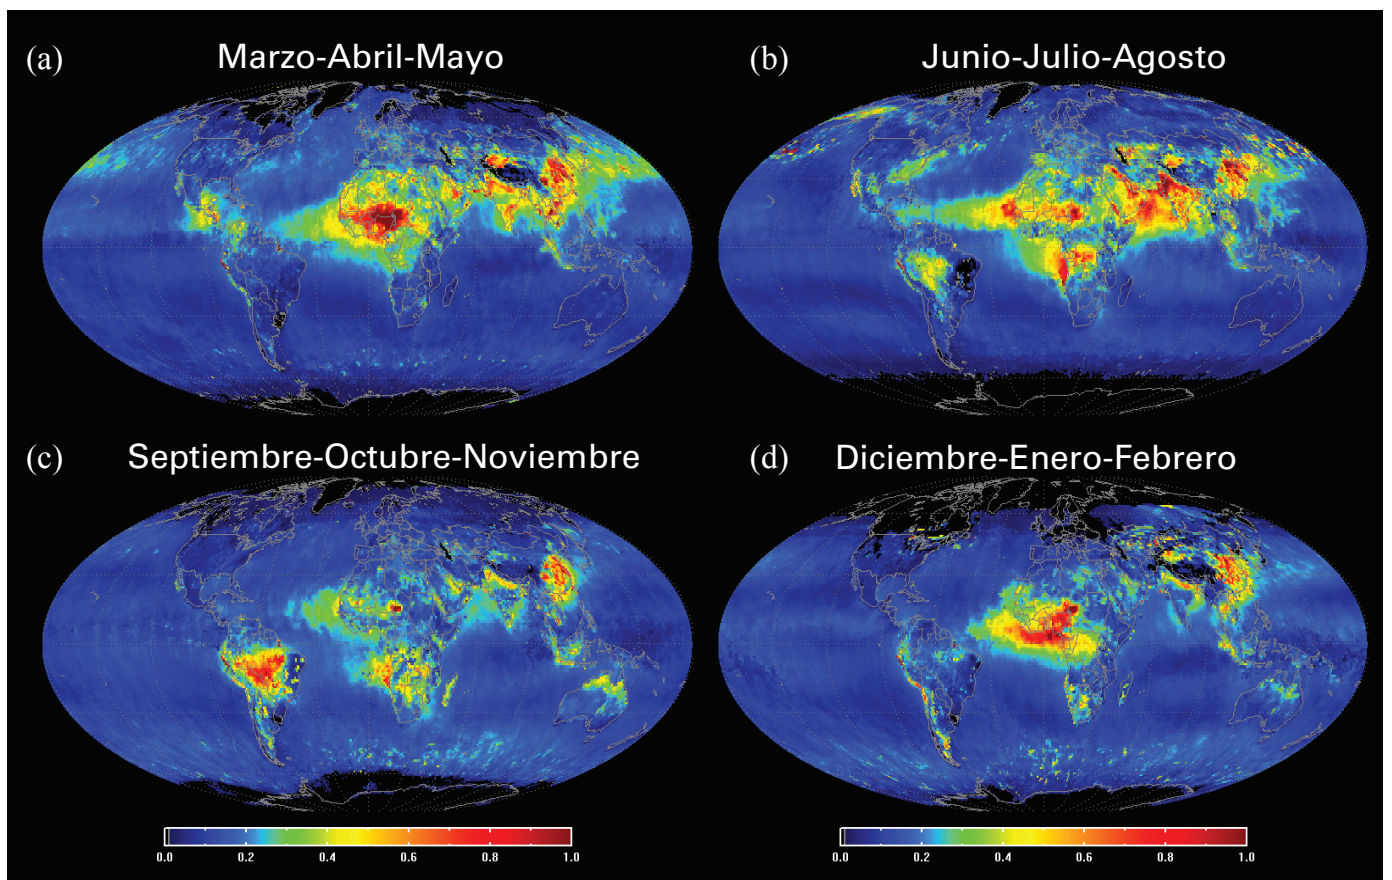 (a) Marzo-Abril-Mayo
(b) Junio-Julio-Agosto
(c) Septiembre-Octubre-Noviembre
(d) Diciembre-Enero-Febrero
0.0 0.2 0.4 0.6 0.8 1.0
0.0 0.2 0.4 0.6 0.8 1.0